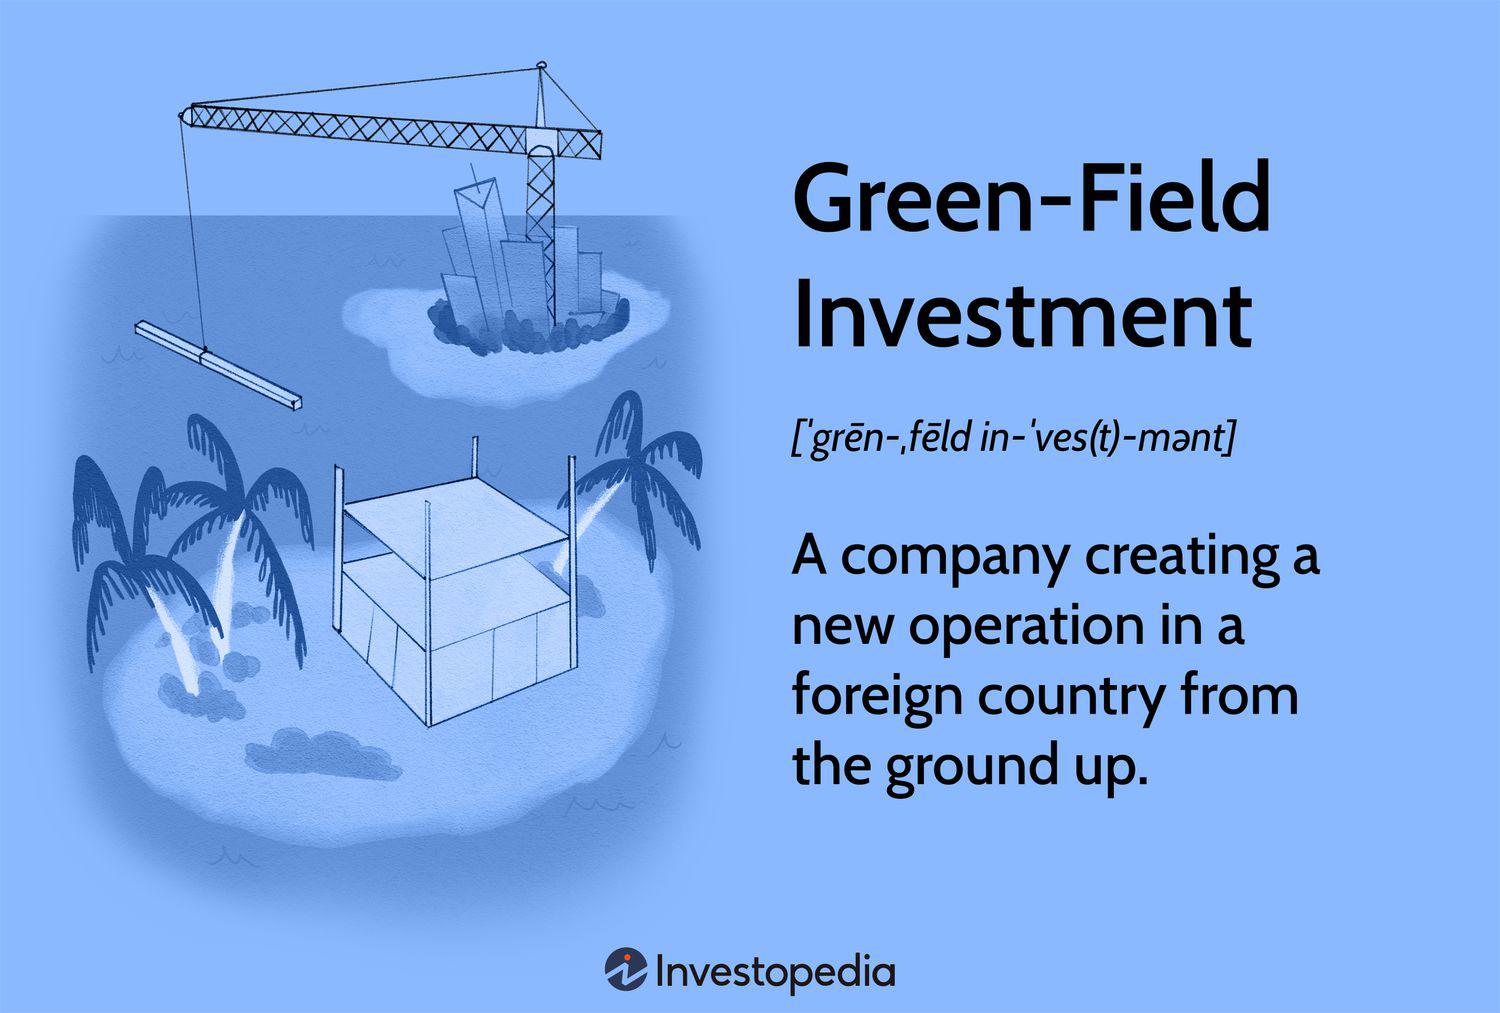 Green-Field
Investment
[ˈgrēn-ˌfēld in-ˈves(t)-mənt]
A company creating a
new operation in a
foreign country from
the ground up.
Investopedia